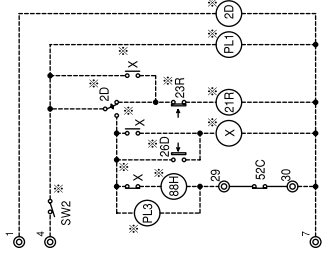 ※ 2D
※ PL1
※ X
※ 2D ※ 23R ※ 21R
※ X ※ X
※ 26D
※ X ※ 88H 29 52C 30
※ PL3
※ SW2
1 4 7